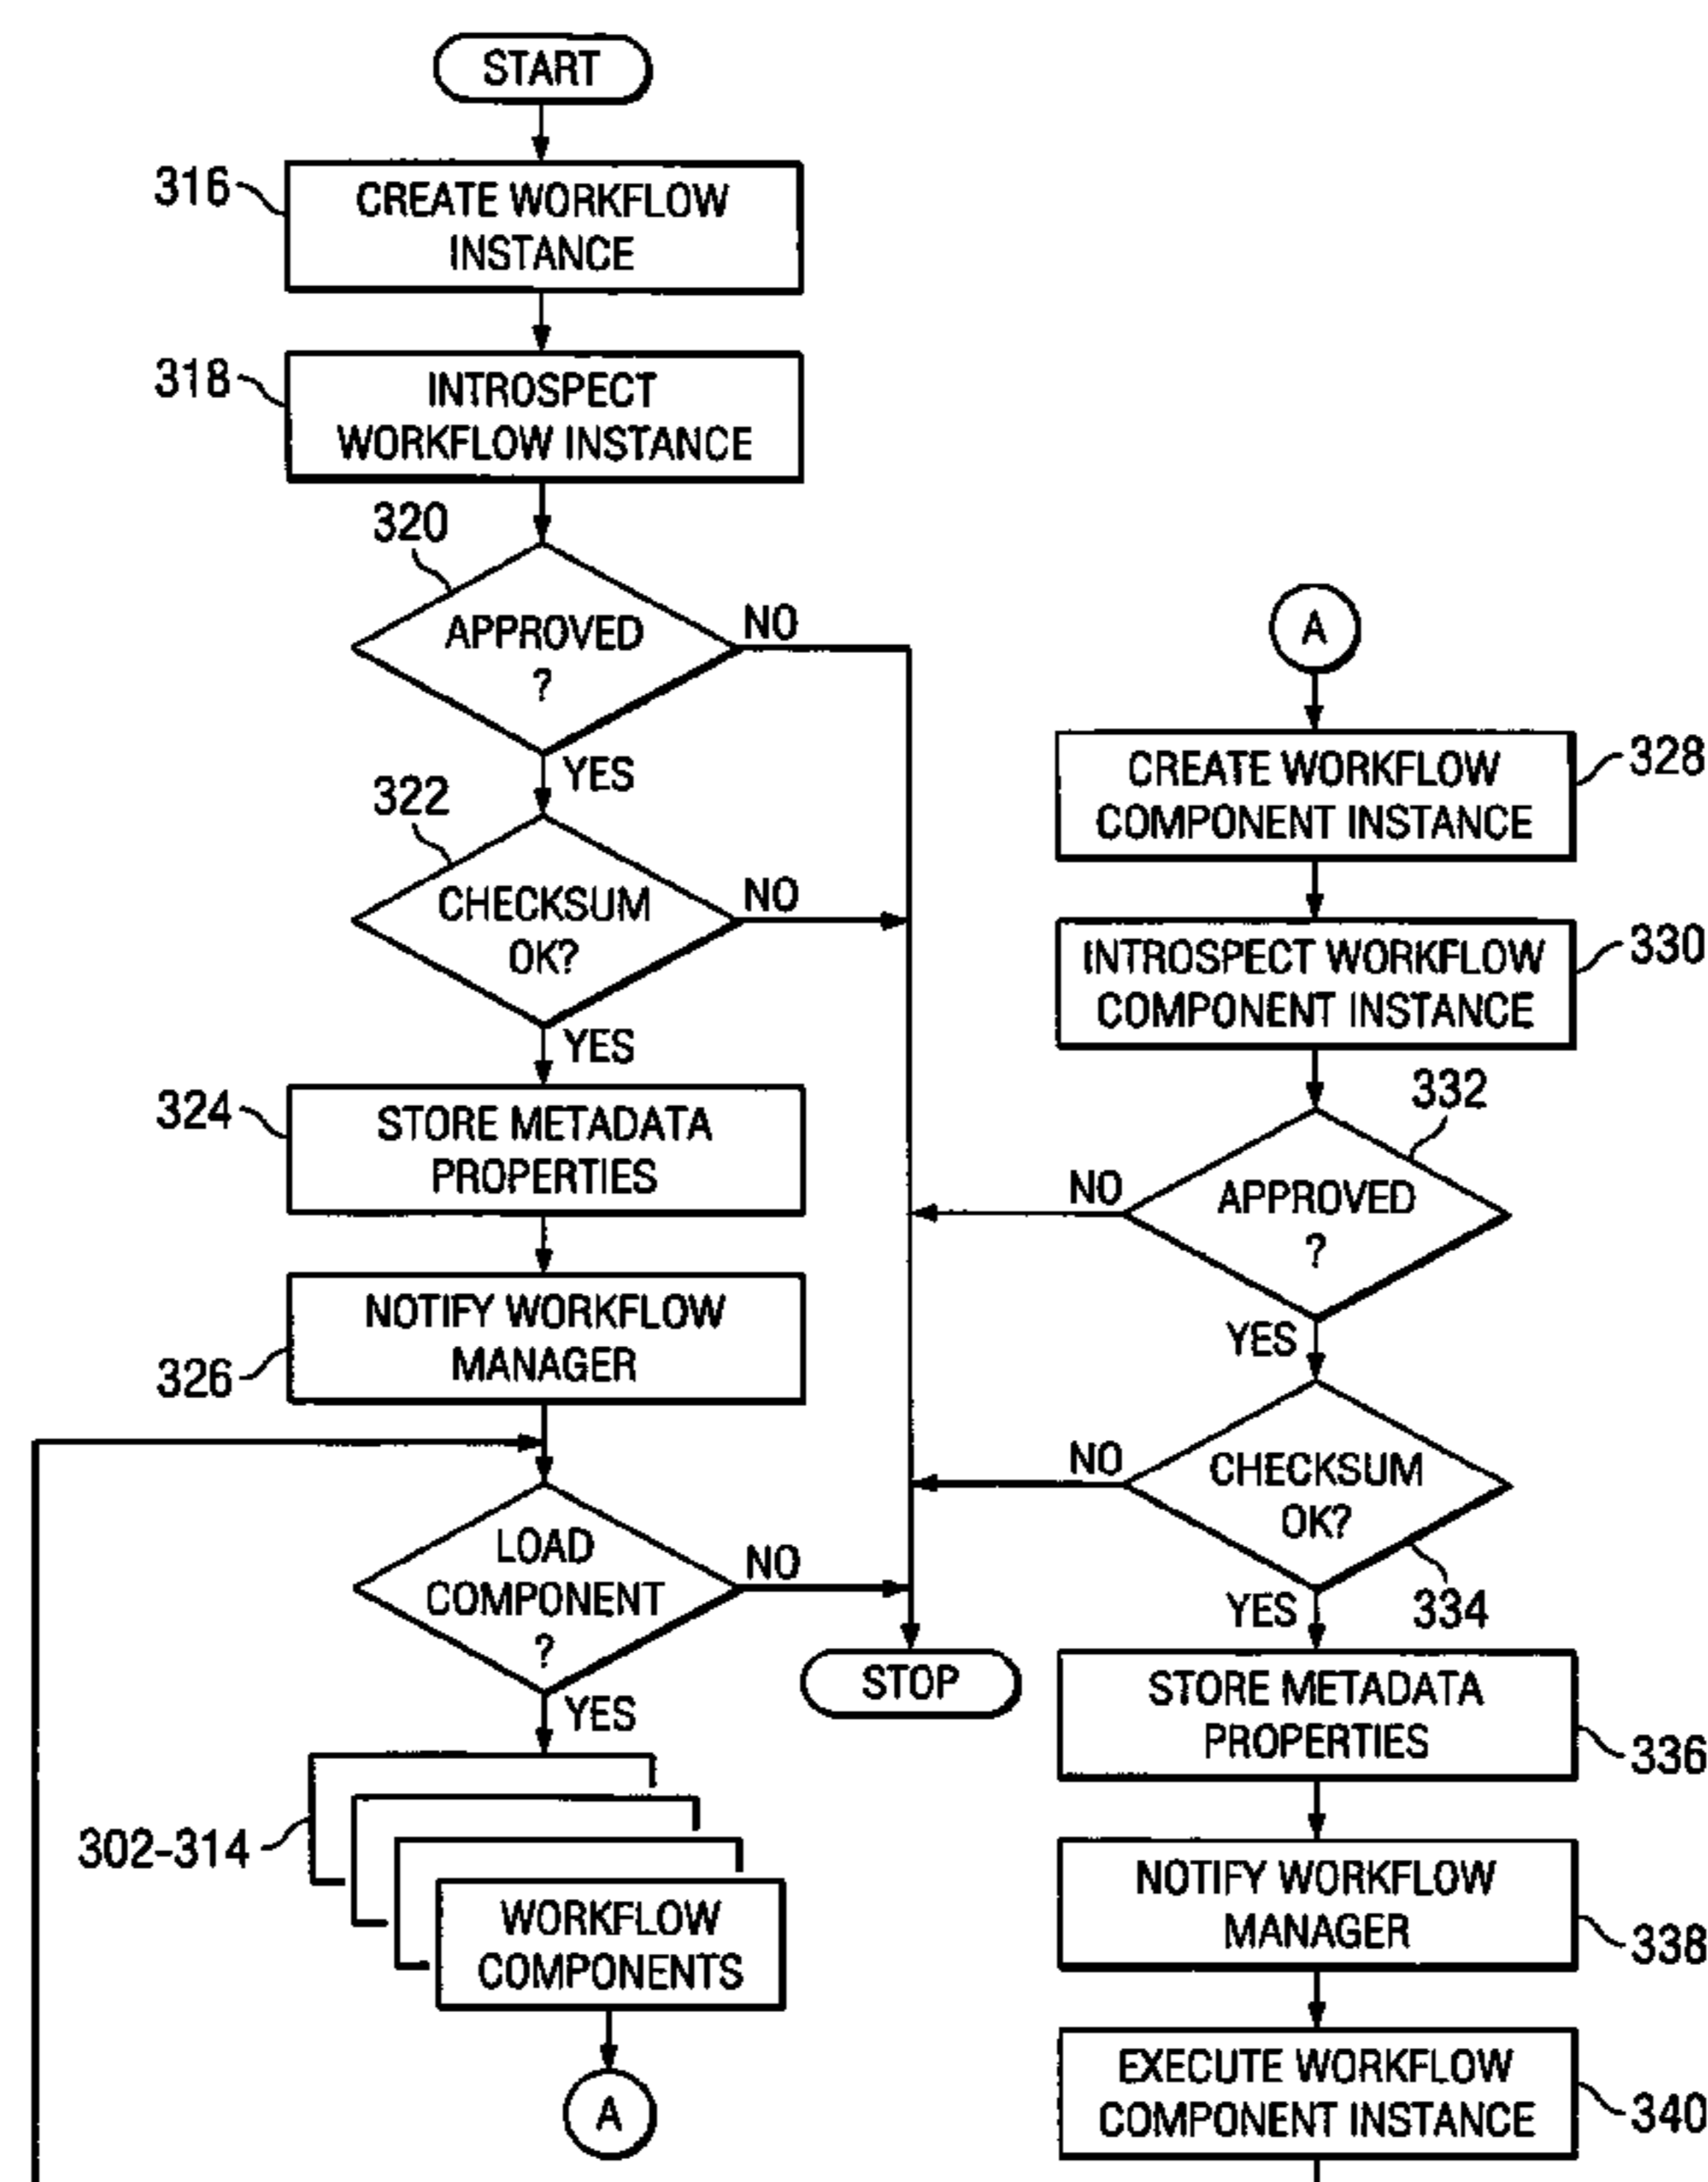 START
316
CREATE WORKFLOW
INSTANCE
318
INTROSPECT
WORKFLOW INSTANCE
320
APPROVED
?
NO
YES
322
CHECKSUM
OK?
NO
YES
324
STORE METADATA
PROPERTIES
326
NOTIFY WORKFLOW
MANAGER
LOAD
COMPONENT
?
NO
YES
STOP
302-314
WORKFLOW
COMPONENTS
A
A
328
CREATE WORKFLOW
COMPONENT INSTANCE
330
INTROSPECT WORKFLOW
COMPONENT INSTANCE
332
APPROVED
?
NO
YES
CHECKSUM
OK?
NO
YES
334
STORE METADATA
PROPERTIES
336
NOTIFY WORKFLOW
MANAGER
338
EXECUTE WORKFLOW
COMPONENT INSTANCE
340